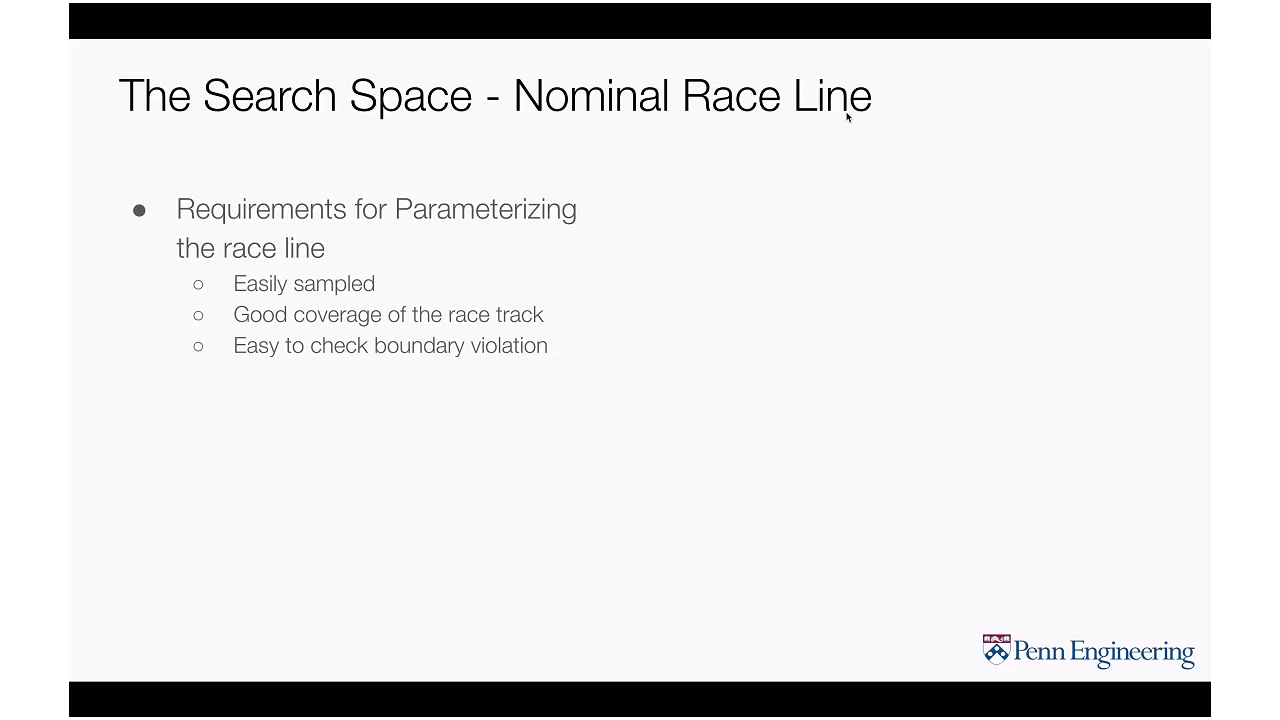 The Search Space - Nominal Race Line
● Requirements for Parameterizing
the race line
○ Easily sampled
○ Good coverage of the race track
○ Easy to check boundary violation
Penn Engineering